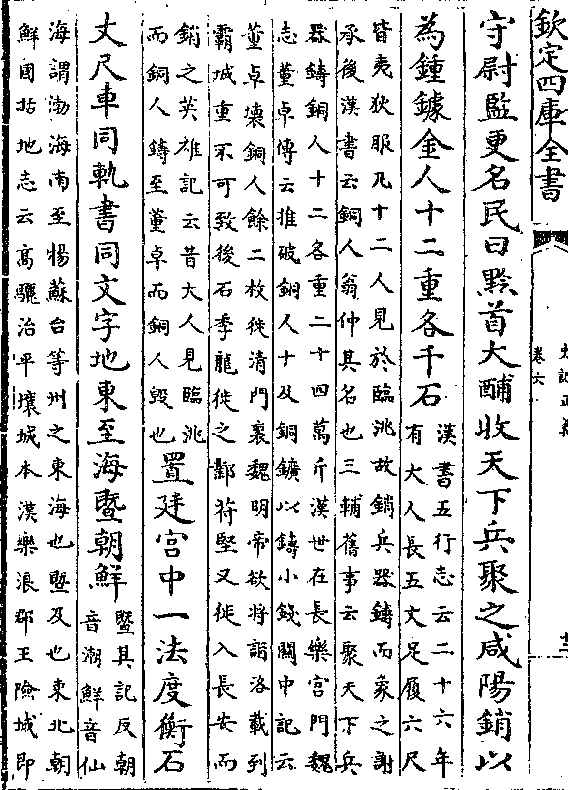 欽定四庫全書
史記正義
卷六
守尉監更名民曰黔首大酺收天下兵聚之咸陽銷以
為鍾鐻金人十二重各千石
漢書五行志云二十六年
有大人長五丈足履六尺
皆夷狄服凡十二人見於臨洮故銷兵器鑄而象之謝
承後漢書云銅人翁仲其名也三輔舊事云聚天下兵
器鑄銅人十二各重二十四萬斤漢世在長樂宮門魏
志董卓傳云推破銅人十及銅鐻以鑄小錢關中記云
董卓壞銅人餘二枚徙清門裏魏明帝欲將詣洛載到
霸城重不可致後石季龍徙之鄴苻堅又徙入長安而
銷之英雄記云昔大人見臨洮
而銅人鑄至董卓而銅人毀也
置廷宮中一法度衡石
丈尺車同軌書同文字地東至海暨朝鮮
暨其記反朝
音潮鮮音仙
海謂渤海南至揚蘇台等州之東海也暨及也東北朝
鮮國括地志云高驪治平壤城本漢樂浪郡王險城即